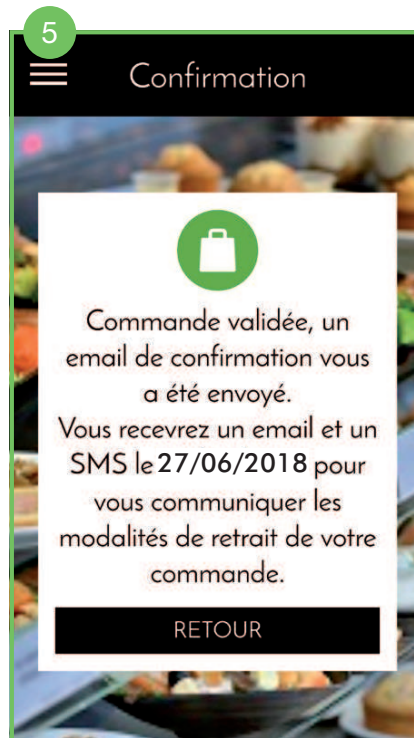 5
Confirmation
Commande validée, un
email de confirmation vous
a été envoyé.
Vous recevrez un email et un
SMS le 27/06/2018 pour
vous communiquer les
modalités de retrait de votre
commande.
RETOUR